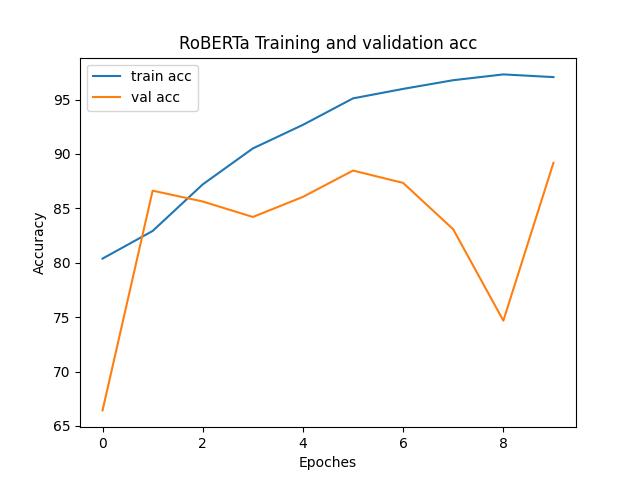 RoBERTa Training and validation acc
train acc
val acc
95
90
85
80
75
70
65
Accuracy
0 2 4 6 8
Epoches